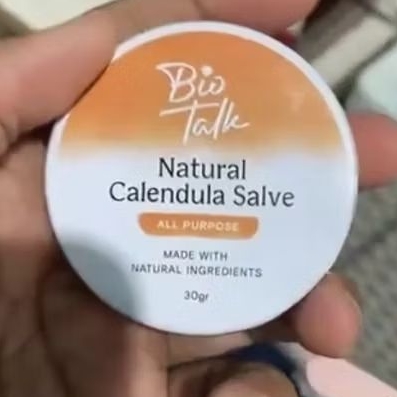 Bio
Talk
Natural
Calendula Salve
ALL PURPOSE
MADE WITH
NATURAL INGREDIENTS
30gr